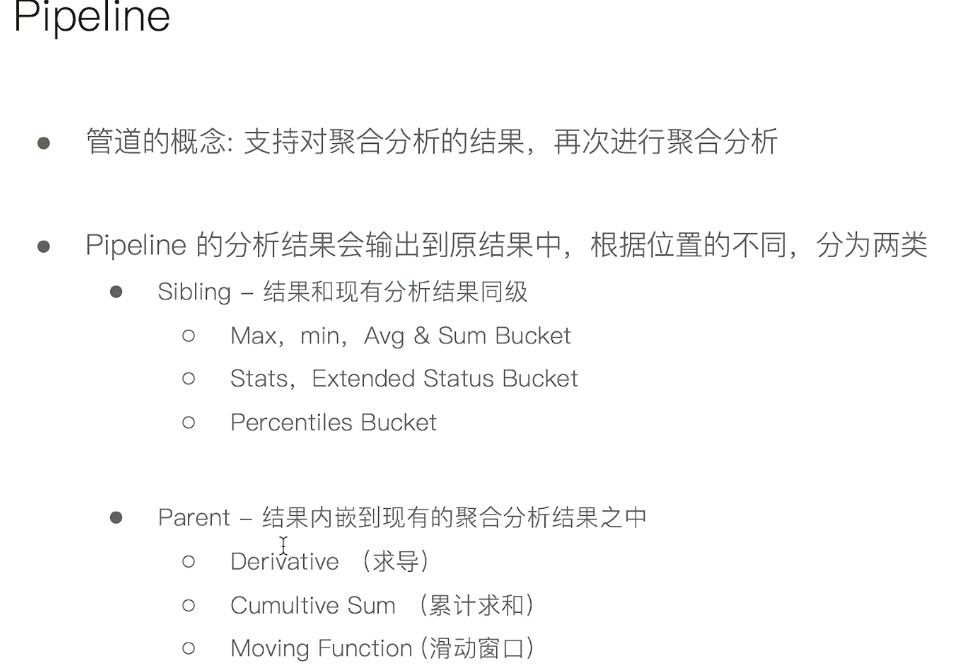 Pipeline
管道的概念: 支持对聚合分析的结果，再次进行聚合分析
Pipeline 的分析结果会输出到原结果中，根据位置的不同，分为两类
Sibling – 结果和现有分析结果同级
Max，min，Avg & Sum Bucket
Stats，Extended Status Bucket
Percentiles Bucket
Parent – 结果内嵌到现有的聚合分析结果之中
Derivative （求导）
Cumultive Sum （累计求和）
Moving Function (滑动窗口）